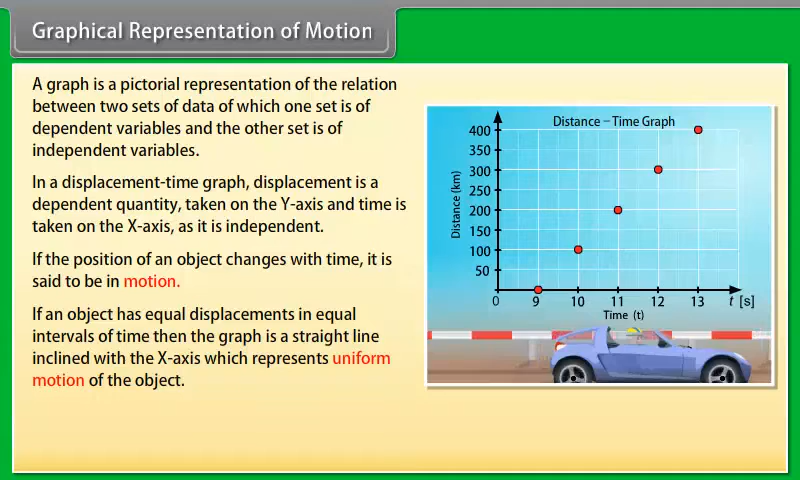 Graphical Representation of Motion
A graph is a pictorial representation of the relation
between two sets of data of which one set is of
dependent variables and the other set is of
independent variables.
In a displacement-time graph, displacement is a
dependent quantity, taken on the Y-axis and time is
taken on the X-axis, as it is independent.
If the position of an object changes with time, it is
said to be in motion.
If an object has equal displacements in equal
intervals of time then the graph is a straight line
inclined with the X-axis which represents uniform
motion of the object.
Distance – Time Graph
Distance (km)
400
350
300
250
200
150
100
50
0 9 10 11 12 13 t [s]
Time (t)